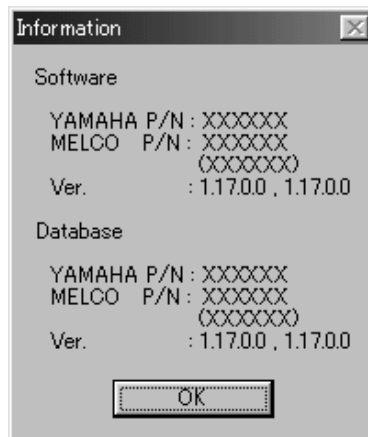 Information
Software
YAMAHA P/N : XXXXXX
MELCO P/N : XXXXXX
(XXXXXX)
Ver. : 1.17.0.0 , 1.17.0.0
Database
YAMAHA P/N : XXXXXX
MELCO P/N : XXXXXX
(XXXXXX)
Ver. : 1.17.0.0 , 1.17.0.0
OK